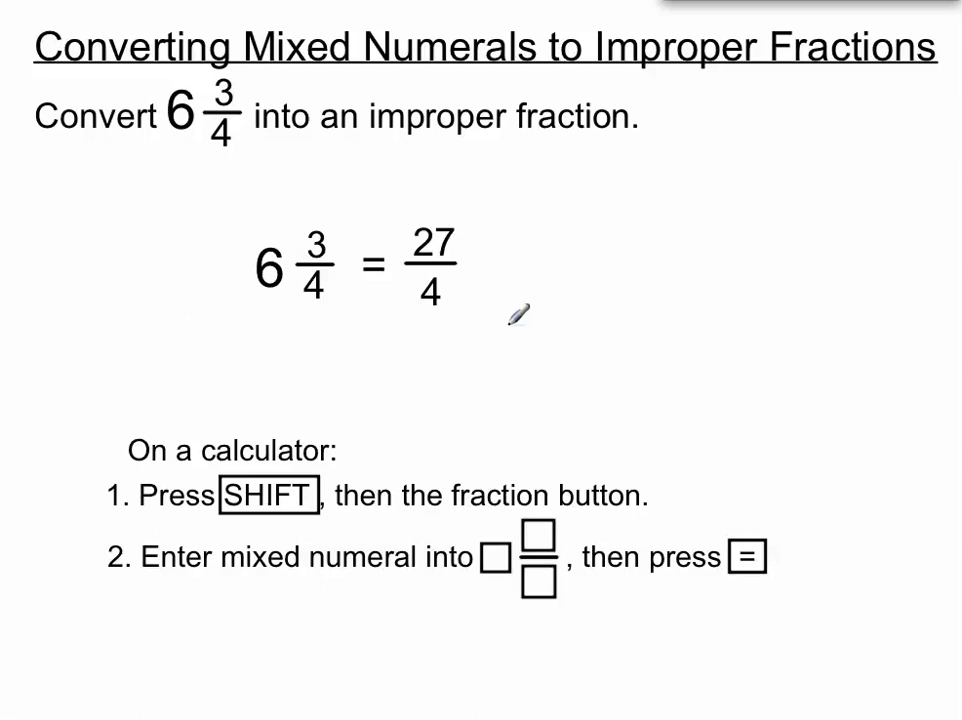 Converting Mixed Numerals to Improper Fractions
Convert 6 3/4 into an improper fraction.
6 3/4 = 27/4
On a calculator:
1. Press SHIFT, then the fraction button.
2. Enter mixed numeral into □ □/□, then press =